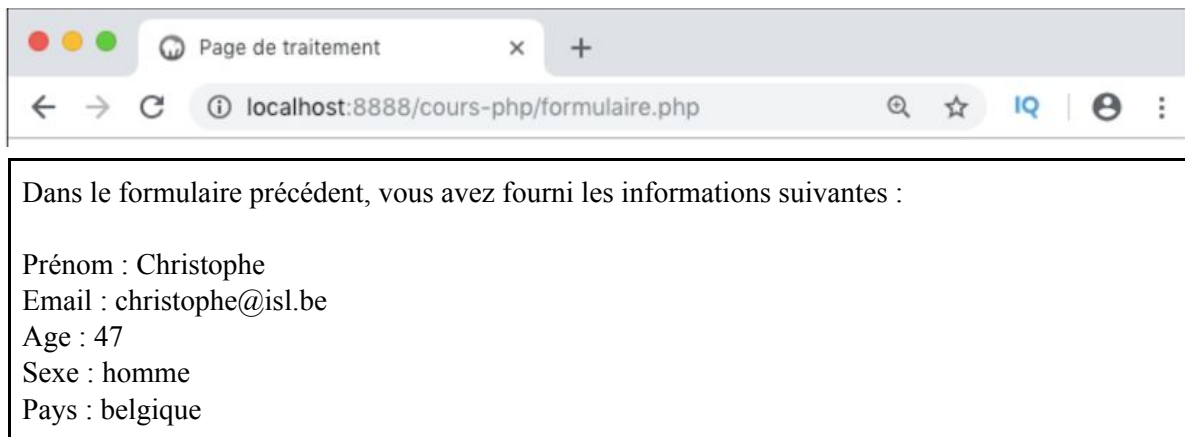 Page de traitement
localhost:8888/cours-php/formulaire.php
IQ
Dans le formulaire précédent, vous avez fourni les informations suivantes :
Prénom : Christophe
Email : christophe@isl.be
Age : 47
Sexe : homme
Pays : belgique